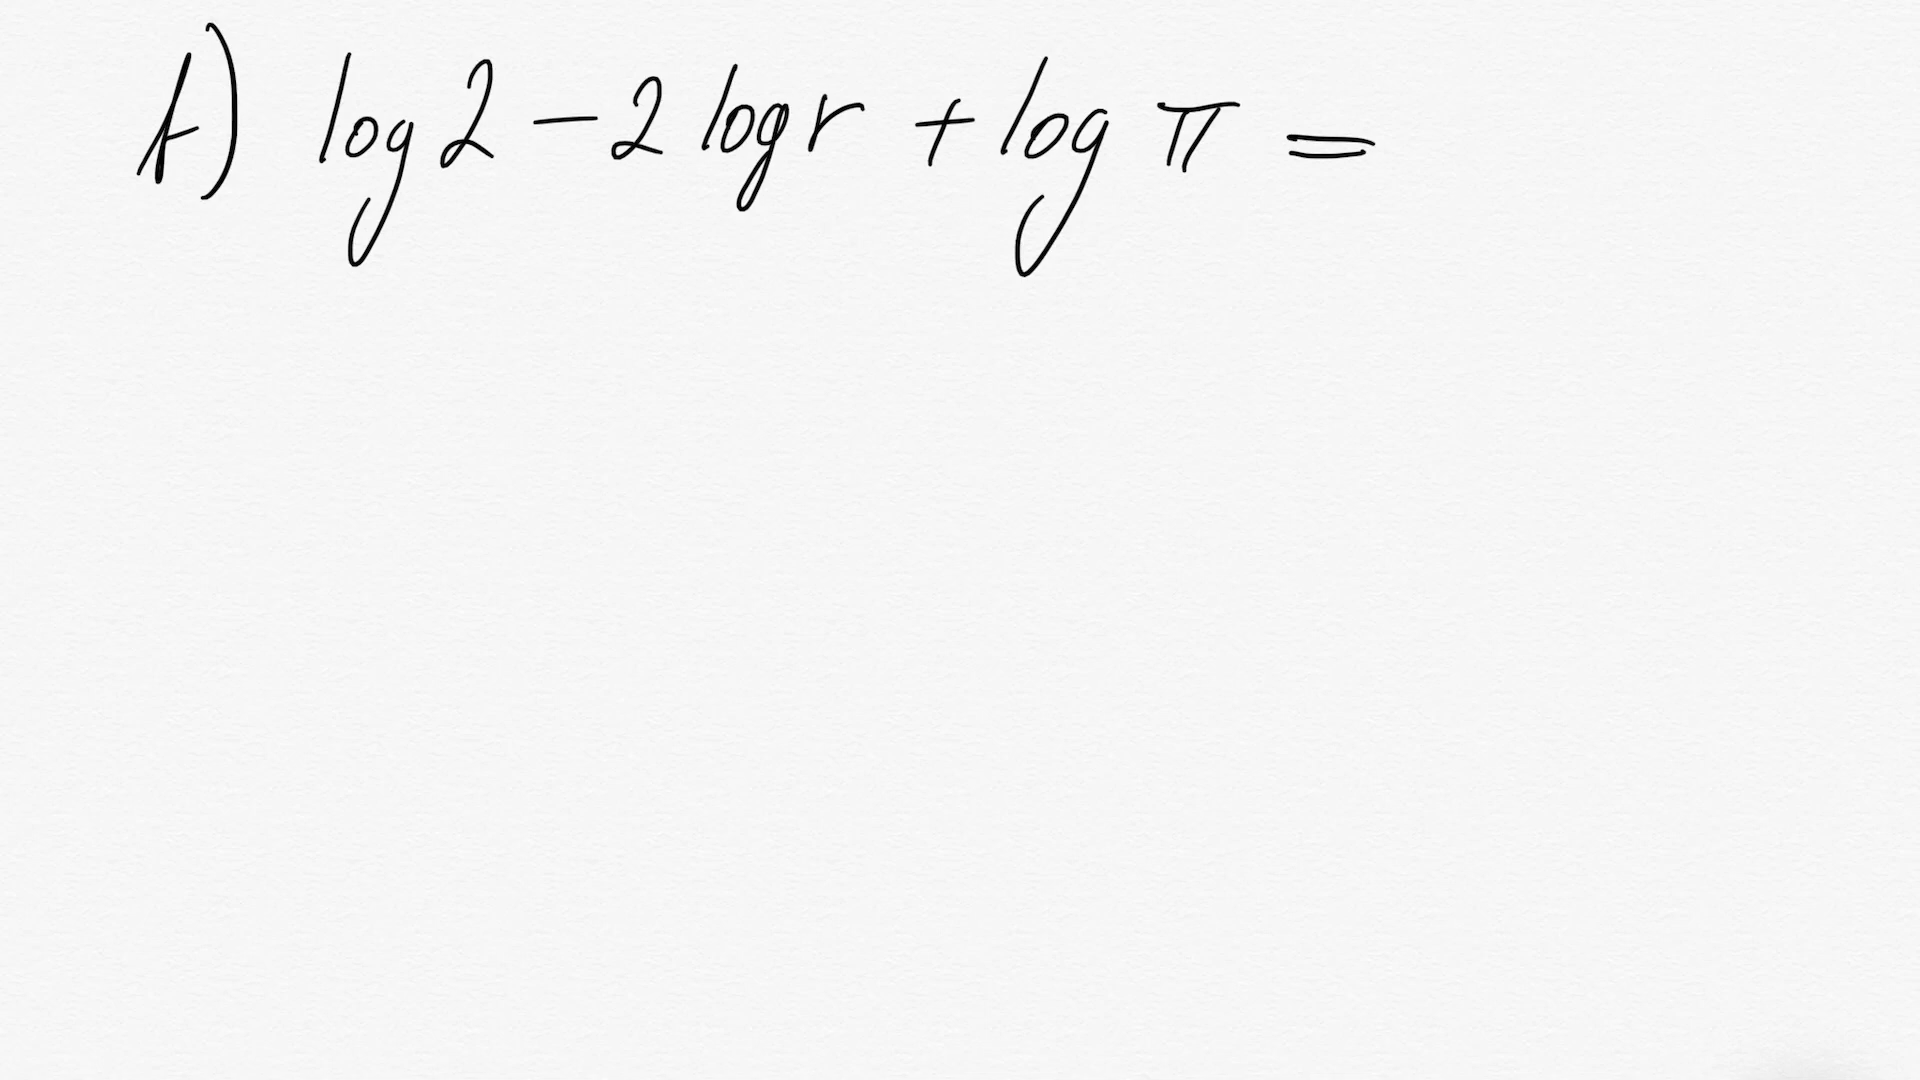 A) log 2 - 2 log r + log π =